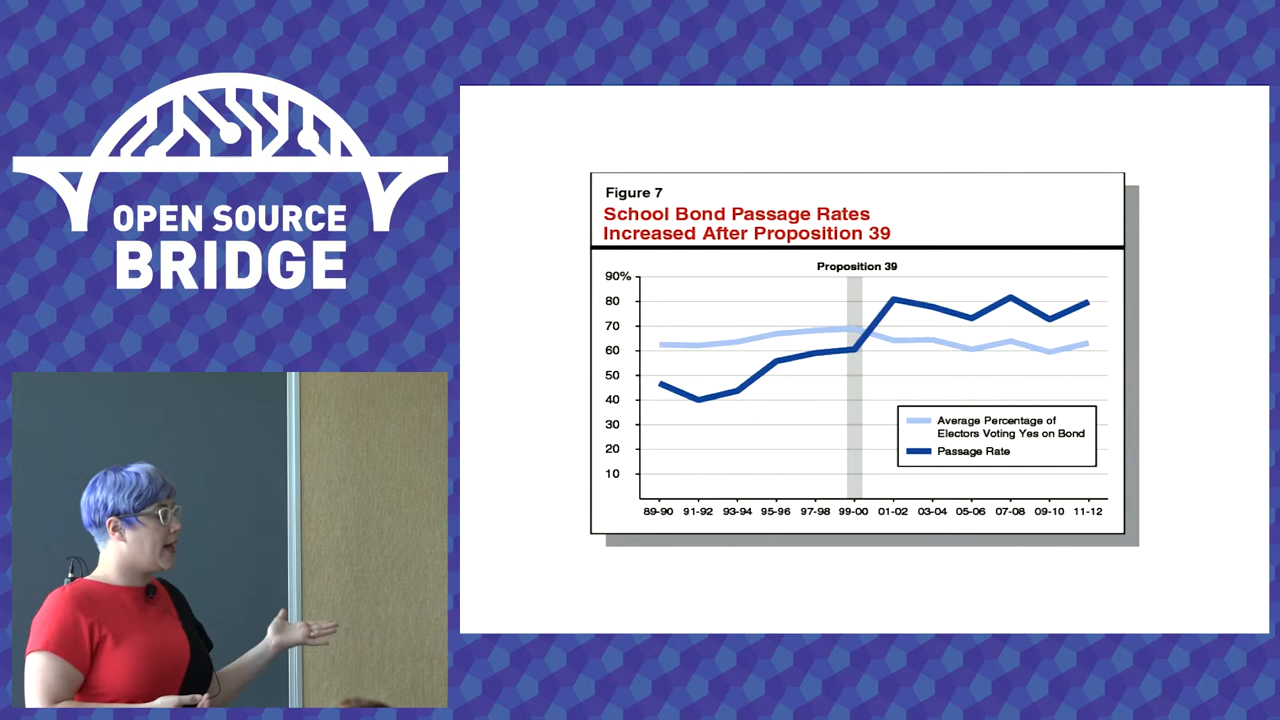 OPEN SOURCE
BRIDGE
Figure 7
School Bond Passage Rates
Increased After Proposition 39
Proposition 39
90%
80
70
60
50
40
30
20
10
Average Percentage of
Electors Voting Yes on Bond
Passage Rate
89-90 91-92 93-94 95-96 97-98 99-00 01-02 03-04 05-06 07-08 09-10 11-12